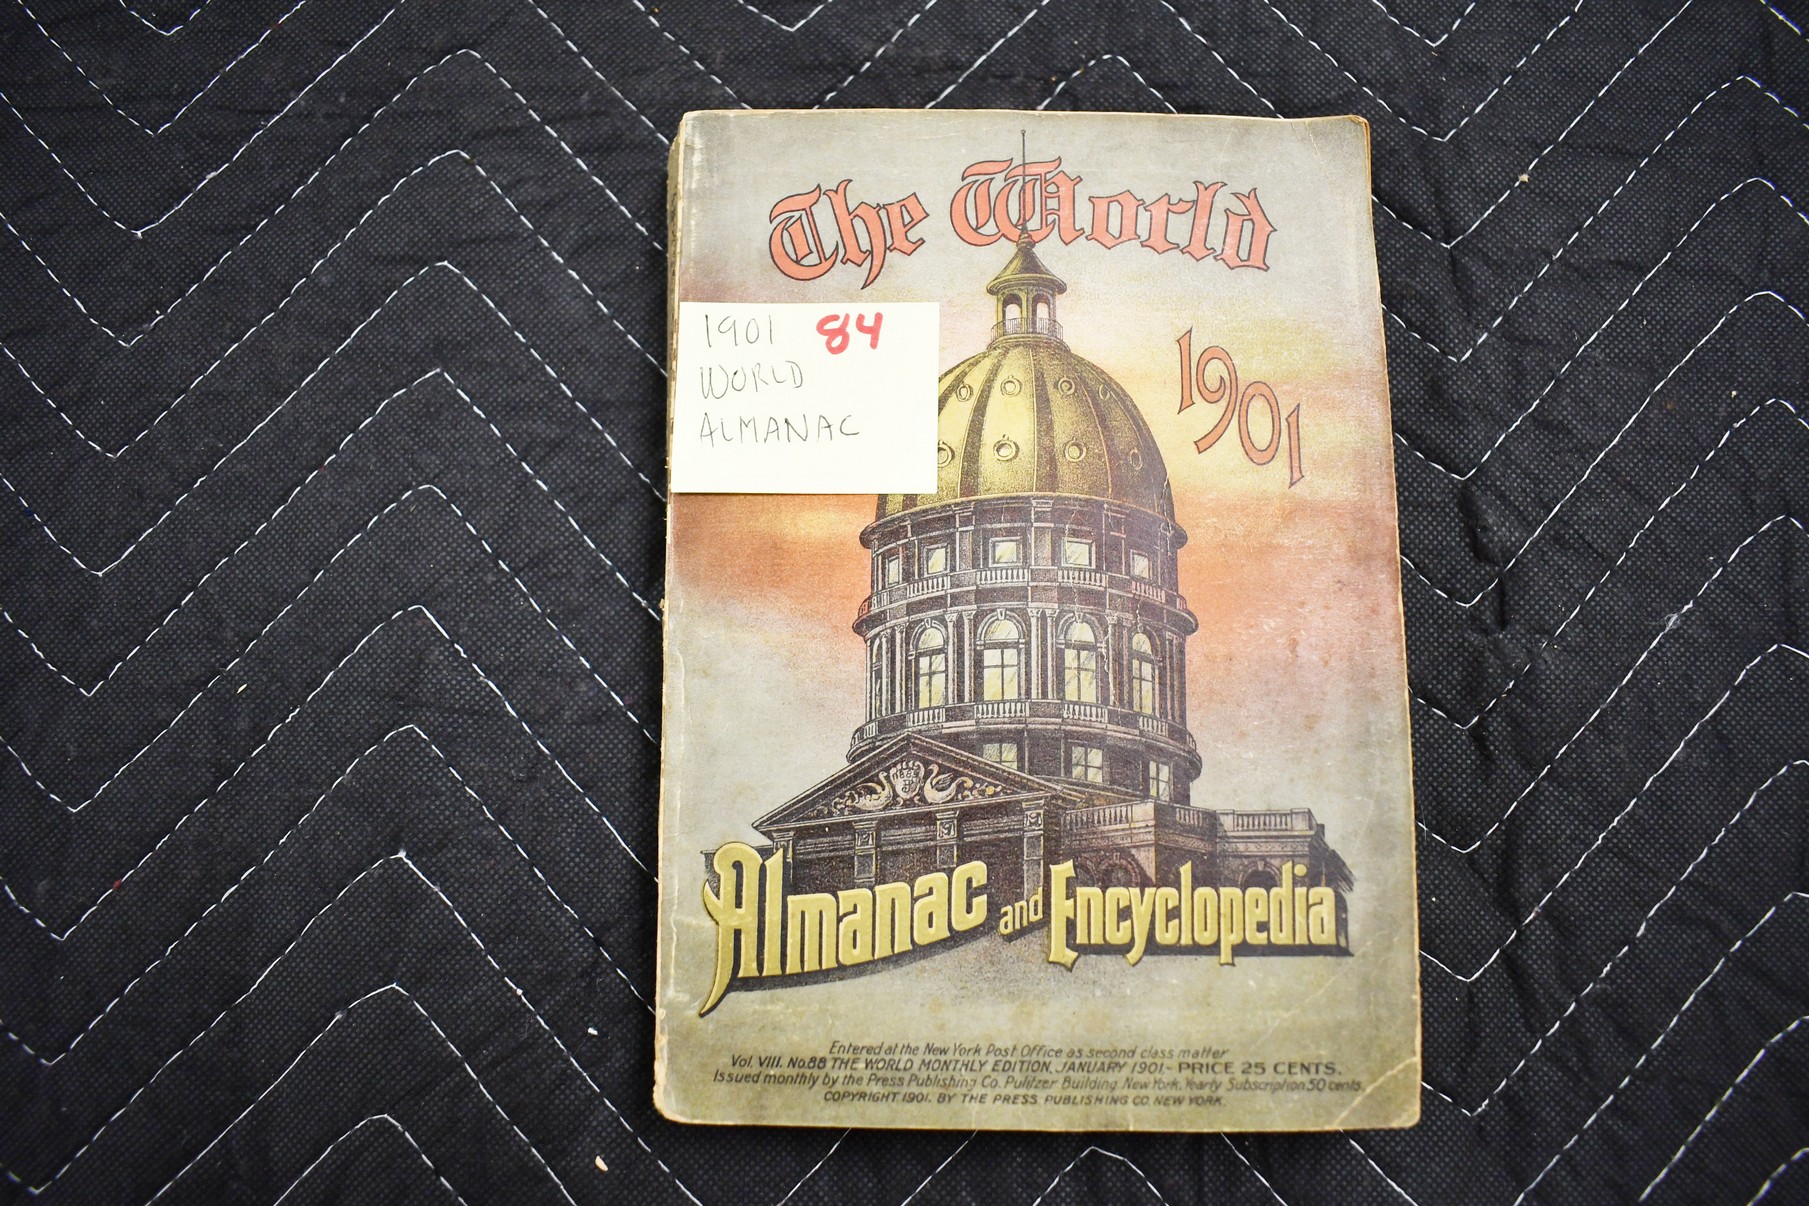 The World
1901
1901 84
WORLD
ALMANAC
Almanac and Encyclopedia
Entered at the New York Post Office as second class matter
Vol. VIII. No.88 THE WORLD MONTHLY EDITION, JANUARY 1901- PRICE 25 CENTS.
Issued monthly by the Press Publishing Co. Pulitzer Building New York. Yearly Subscription,50 cents.
COPYRIGHT 1901. BY THE PRESS PUBLISHING CO. NEW YORK.